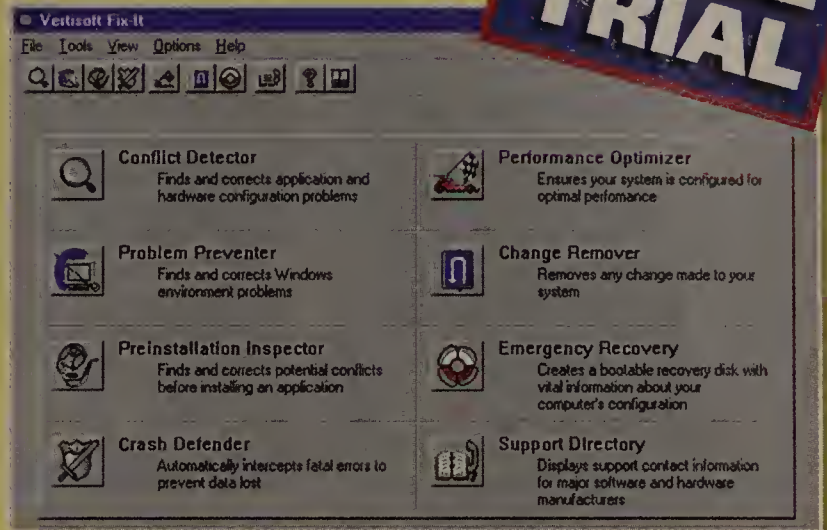 TRIAL
Vertisoft Fix-It
File Tools View Options Help
Conflict Detector
Finds and corrects application and
hardware configuration problems
Problem Preventer
Finds and corrects Windows
environment problems
Preinstallation Inspector
Finds and corrects potential conflicts
before installing an application
Crash Defender
Automatically intercepts fatal errors to
prevent data lost
Performance Optimizer
Ensures your system is configured for
optimal perfomance
Change Remover
Removes any change made to your
system
Emergency Recovery
Creates a bootable recovery disk with
vital information about your
computer's configuration
Support Directory
Displays support contact information
for major software and hardware
manufacturers